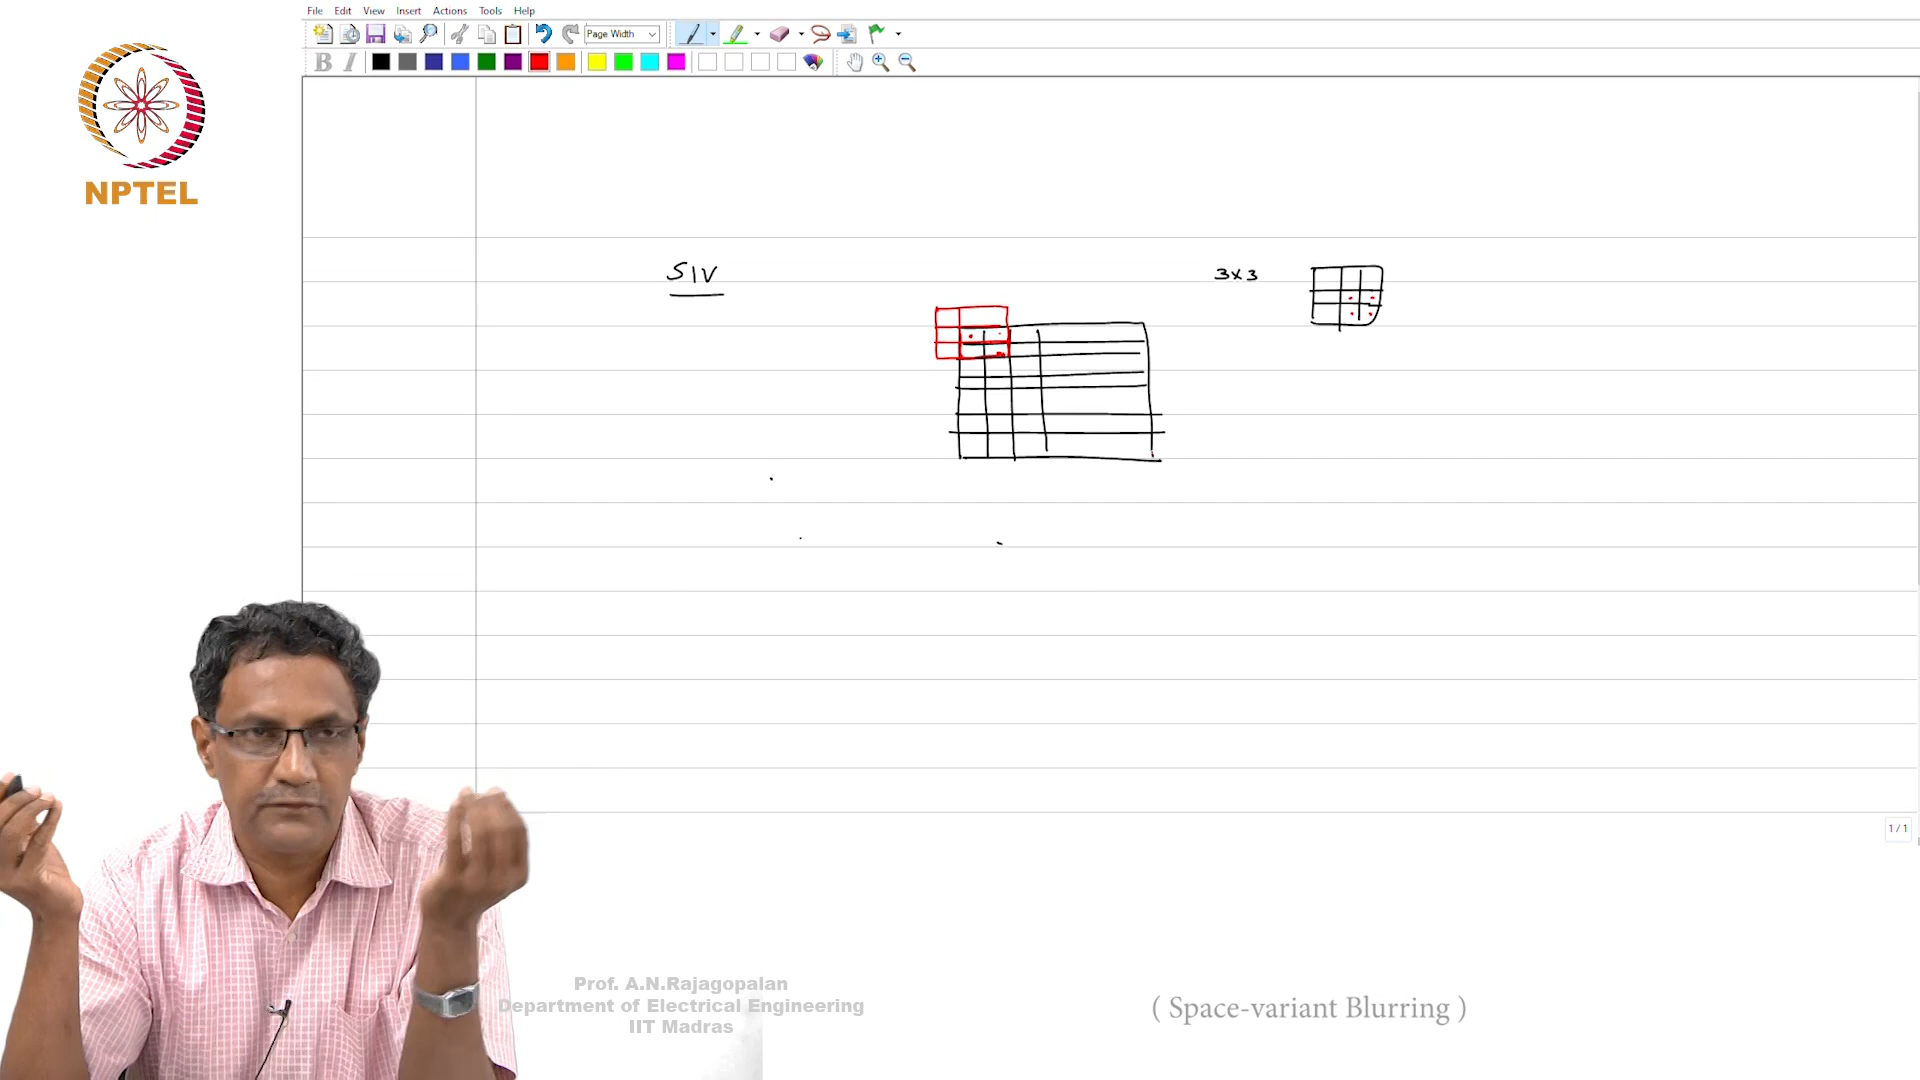 File Edit View Insert Actions Tools Help
Page Width
B I
NPTEL
SIV
3x3
1 / 1
Prof. A.N.Rajagopalan
Department of Electrical Engineering
IIT Madras
( Space-variant Blurring )